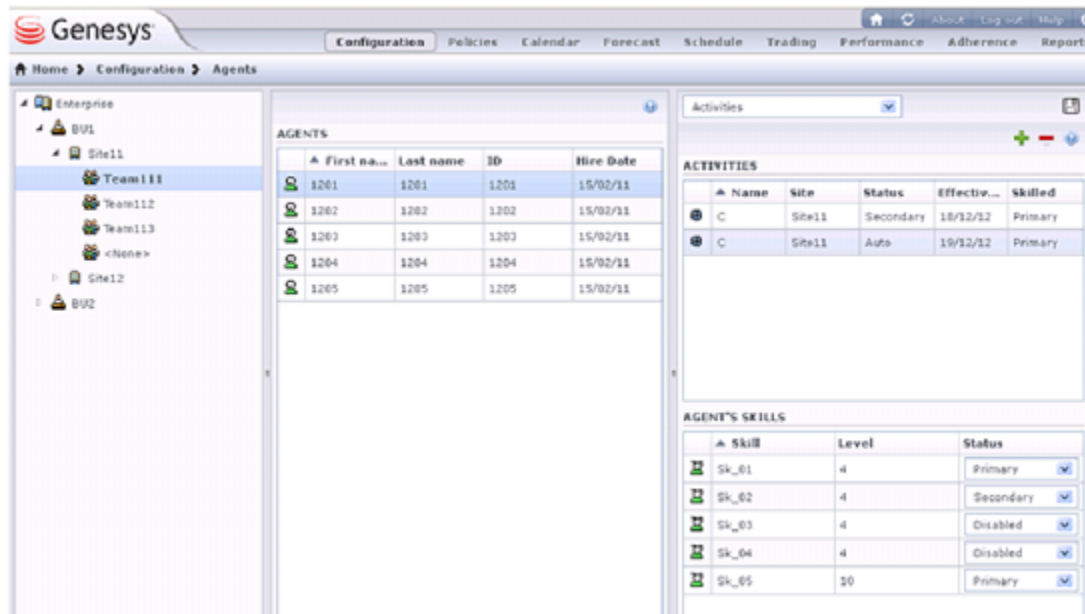 Genesys
About Log out Help
Configuration Policies Calendar Forecast Schedule Trading Performance Adherence Report
Home Configuration Agents
Enterprise
BU1
Site11
Team111
Team112
Team113
<None>
Site12
BU2
AGENTS
First na... Last name ID Hire Date
1201 1201 1201 15/02/11
1202 1202 1202 15/02/11
1203 1203 1203 15/02/11
1204 1204 1204 15/02/11
1205 1205 1205 15/02/11
Activities
ACTIVITIES
Name Site Status Effectiv... Skilled
C Site11 Secondary 18/12/12 Primary
C Site11 Auto 19/12/12 Primary
AGENT'S SKILLS
Skill Level Status
Sk_01 4 Primary
Sk_02 4 Secondary
Sk_03 4 Disabled
Sk_04 4 Disabled
Sk_05 10 Primary